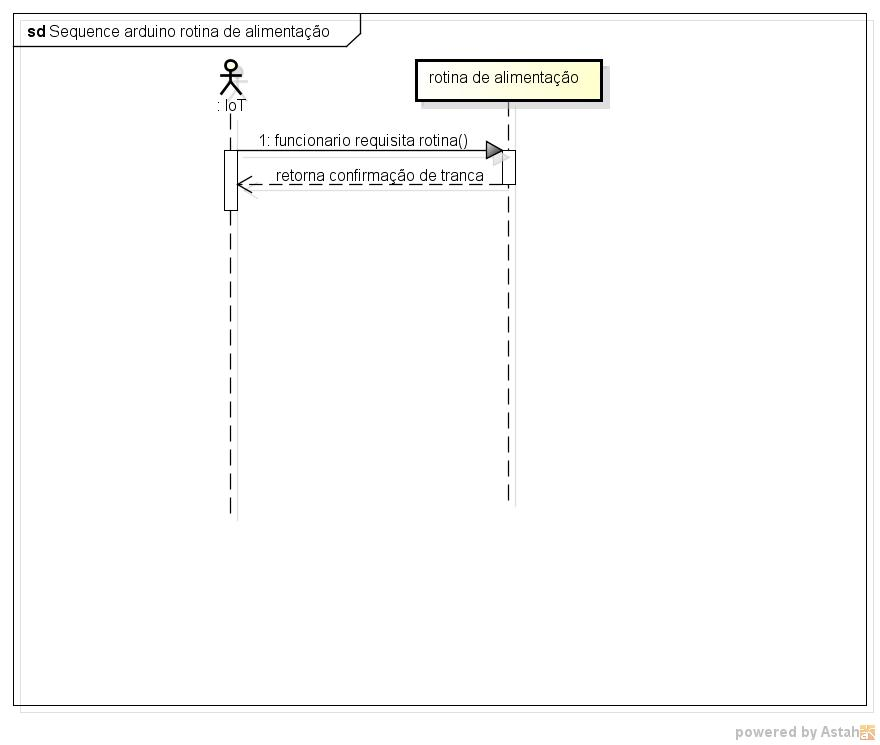 sd Sequence arduino rotina de alimentação
: IoT
rotina de alimentação
1: funcionario requisita rotina()
retorna confirmação de tranca
powered by Astah